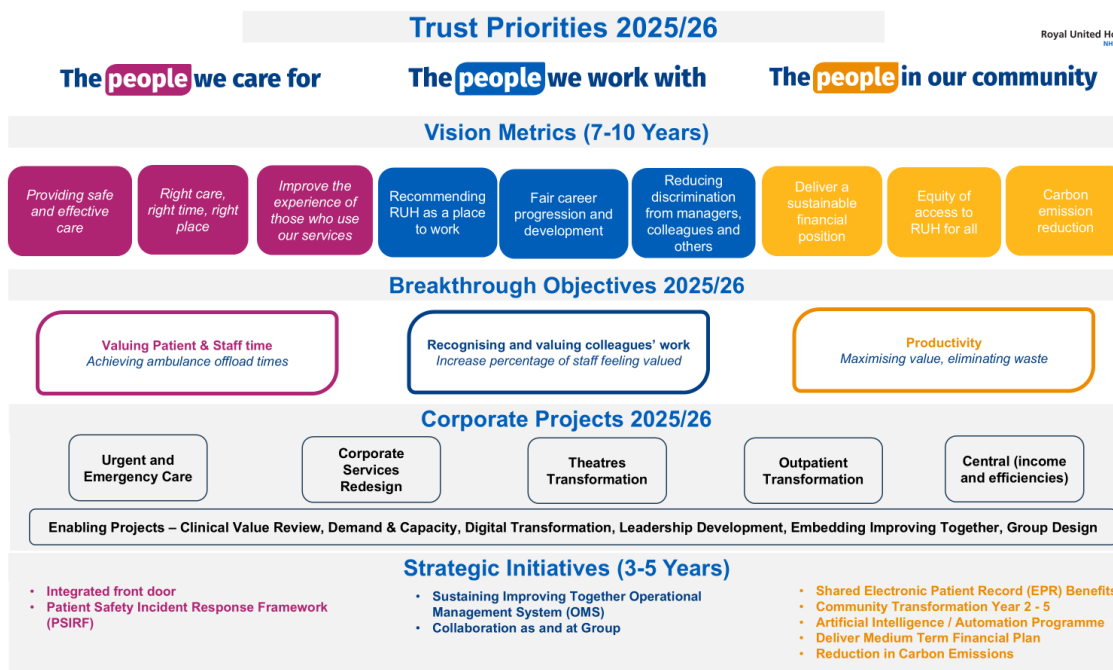 Trust Priorities 2025/26
Royal United
NH
The people we care for
The people we work with
The people in our community
Vision Metrics (7-10 Years)
Providing safe
and effective
care
Right care,
right time, right
place
Improve the
experience of
those who use
our services
Recommending
RUH as a place
to work
Fair career
progression and
development
Reducing
discrimination
from managers,
colleagues and
others
Deliver a
sustainable
financial
position
Equity of
access to
RUH for all
Carbon
emission
reduction
Breakthrough Objectives 2025/26
Valuing Patient & Staff time
Achieving ambulance offload times
Recognising and valuing colleagues' work
Increase percentage of staff feeling valued
Productivity
Maximising value, eliminating waste
Corporate Projects 2025/26
Urgent and
Emergency Care
Corporate
Services
Redesign
Theatres
Transformation
Outpatient
Transformation
Central (income
and efficiencies)
Enabling Projects – Clinical Value Review, Demand & Capacity, Digital Transformation, Leadership Development, Embedding Improving Together, Group Design
Strategic Initiatives (3-5 Years)
• Integrated front door
• Patient Safety Incident Response Framework
(PSIRF)
• Sustaining Improving Together Operational
Management System (OMS)
• Collaboration as and at Group
• Shared Electronic Patient Record (EPR) Benefits
• Community Transformation Year 2 - 5
• Artificial Intelligence / Automation Programme
• Deliver Medium Term Financial Plan
• Reduction in Carbon Emissions